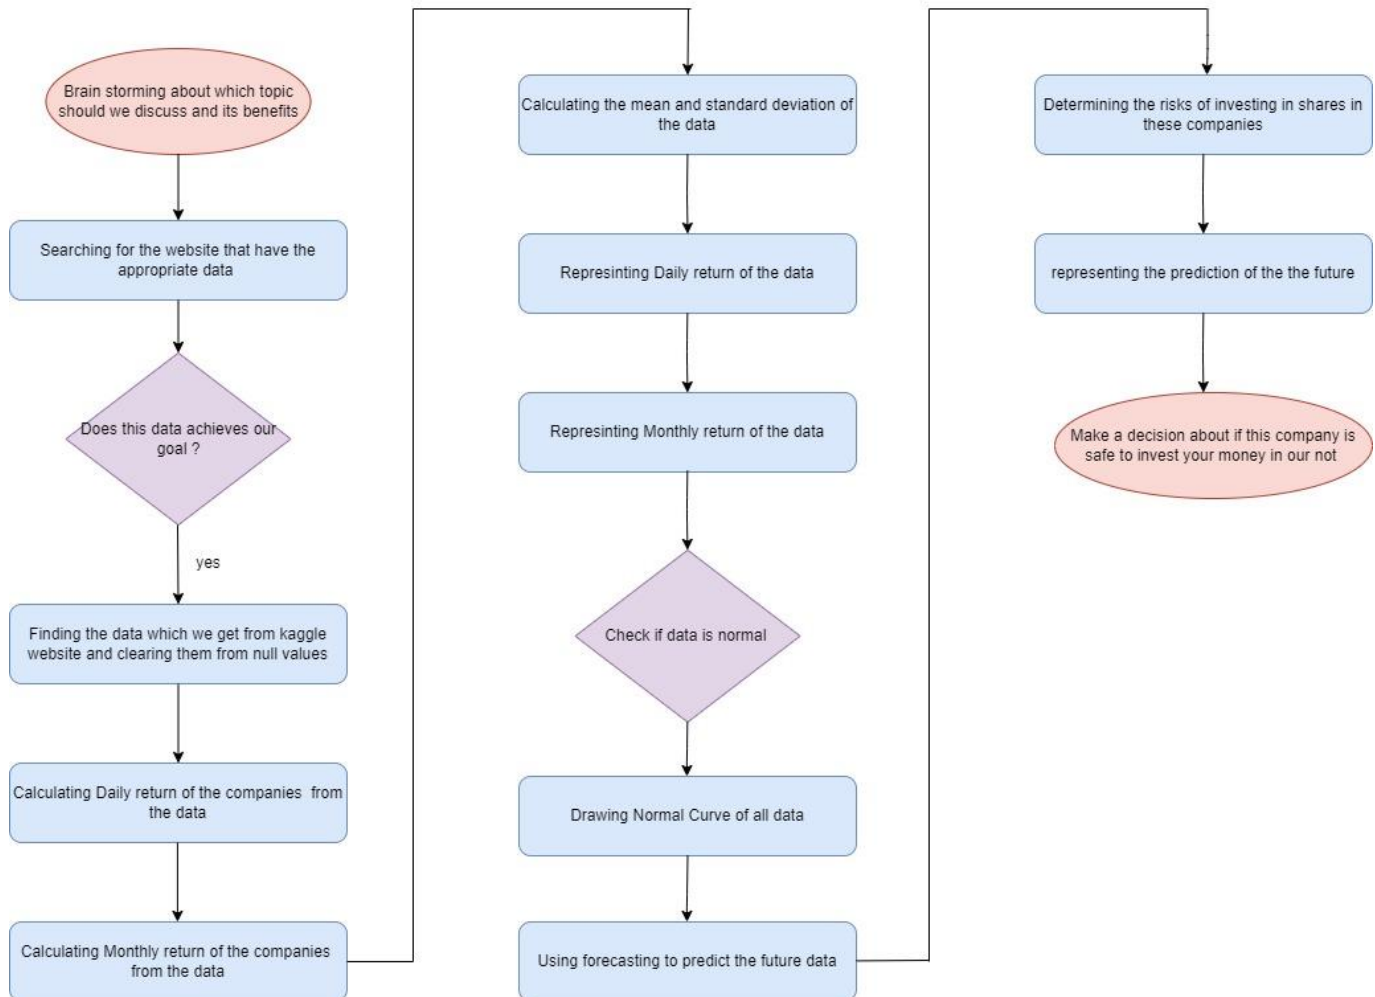 Brain storming about which topic
should we discuss and its benefits
Searching for the website that have the
appropriate data
Does this data achieves our
goal ?
yes
Finding the data which we get from kaggle
website and clearing them from null values
Calculating Daily return of the companies from
the data
Calculating Monthly return of the companies
from the data
Calculating the mean and standard deviation of
the data
Represinting Daily return of the data
Represinting Monthly return of the data
Check if data is normal
Drawing Normal Curve of all data
Using forecasting to predict the future data
Determining the risks of investing in shares in
these companies
representing the prediction of the the future
Make a decision about if this company is
safe to invest your money in our not